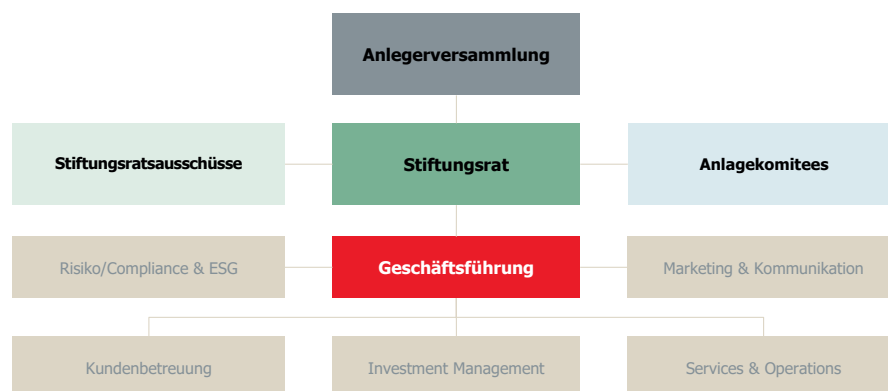 Anlegerversammlung
Stiftungsratsausschüsse
Stiftungsrat
Anlagekomitees
Risiko/Compliance & ESG
Geschäftsführung
Marketing & Kommunikation
Kundenbetreuung
Investment Management
Services & Operations